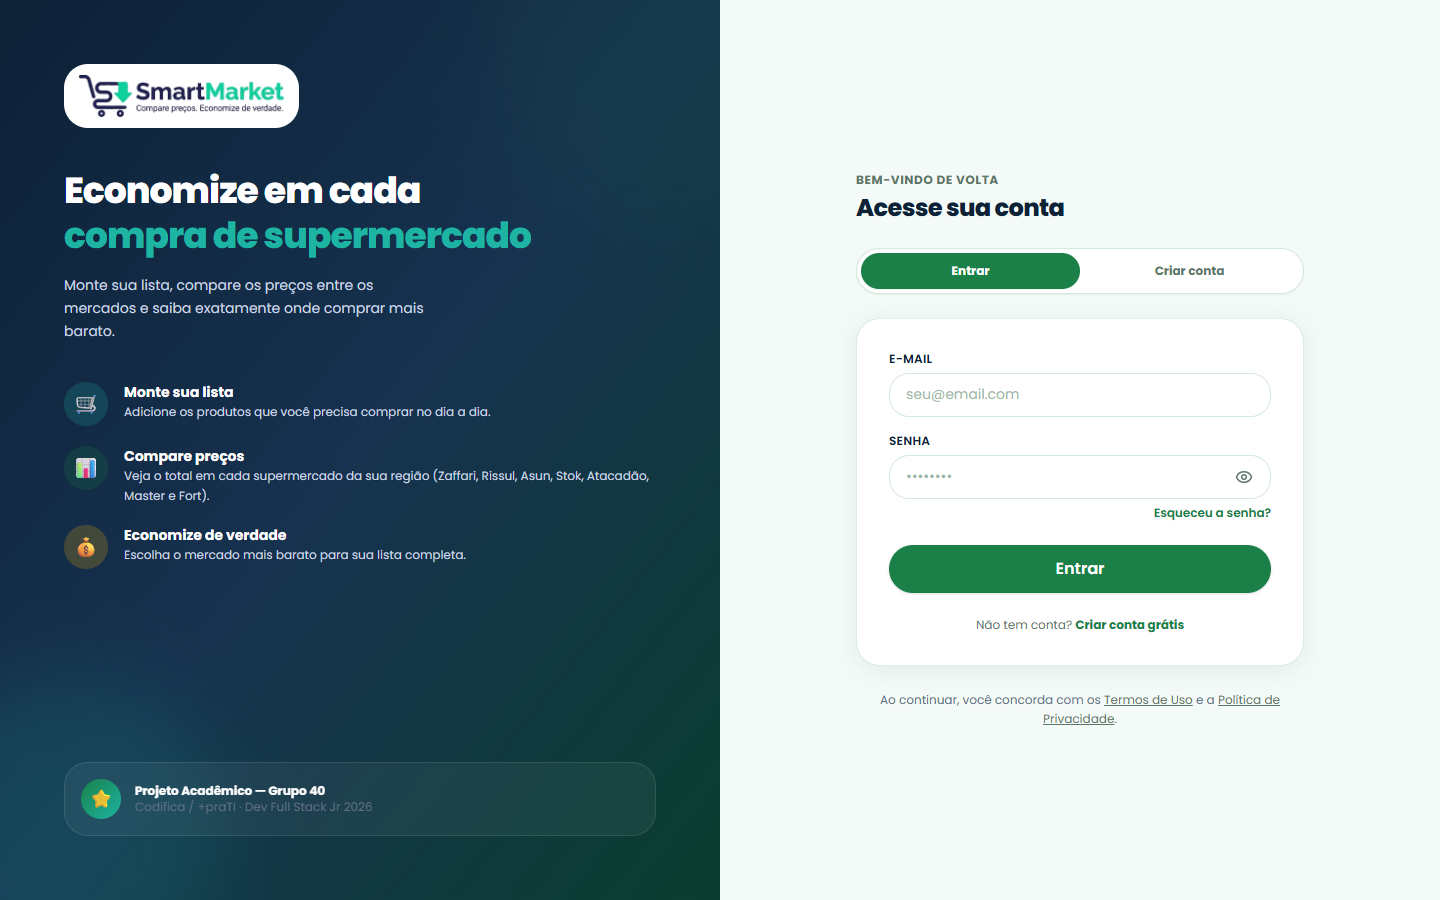 SmartMarket
Compare preços. Economize de verdade.
Economize em cada
compra de supermercado
Monte sua lista, compare os preços entre os
mercados e saiba exatamente onde comprar mais
barato.
Monte sua lista
Adicione os produtos que você precisa comprar no dia a dia.
Compare preços
Veja o total em cada supermercado da sua região (Zaffari, Rissul, Asun, Stok, Atacadão,
Master e Fort).
Economize de verdade
Escolha o mercado mais barato para sua lista completa.
Projeto Acadêmico — Grupo 40
Codifica / +praTI · Dev Full Stack Jr 2026
BEM-VINDO DE VOLTA
Acesse sua conta
Entrar
Criar conta
E-MAIL
seu@email.com
SENHA
••••••••
Esqueceu a senha?
Entrar
Não tem conta? Criar conta grátis
Ao continuar, você concorda com os Termos de Uso e a Política de
Privacidade.